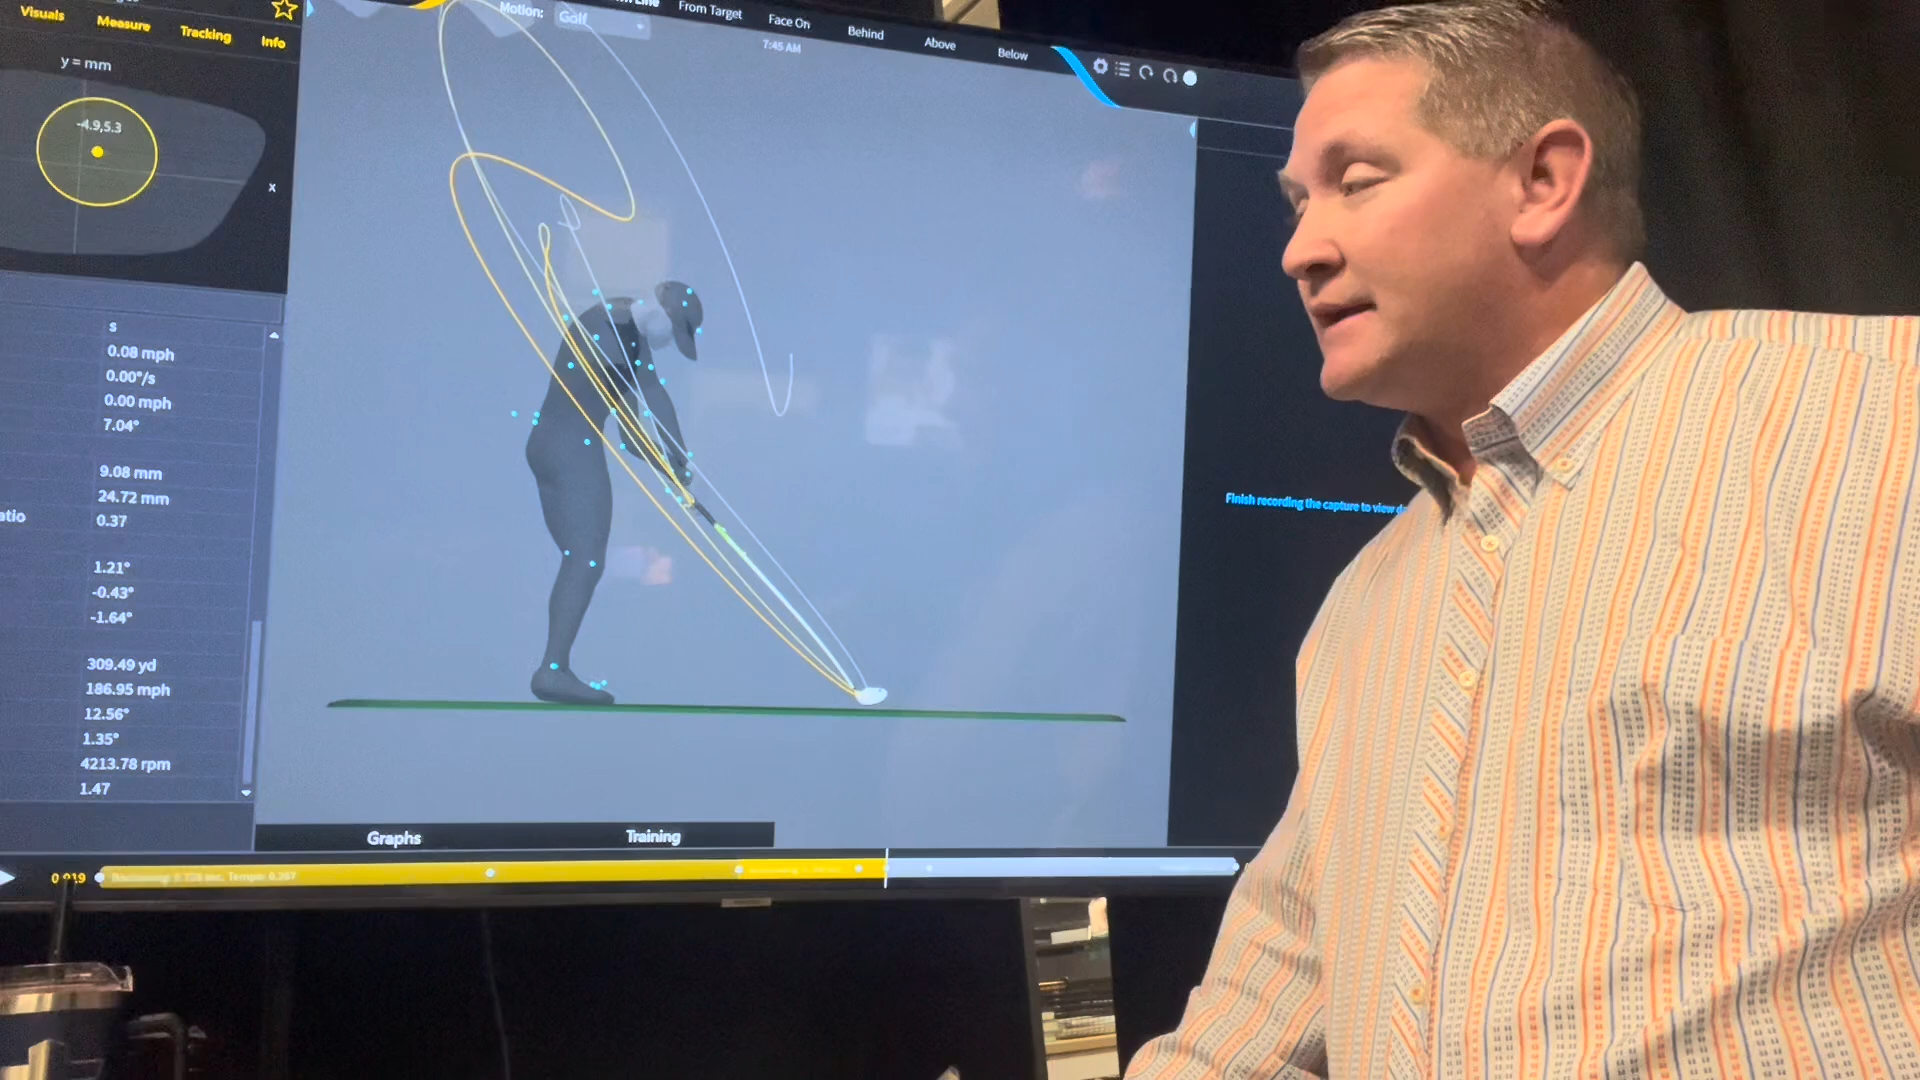 Visuals
Measure
Tracking
Info
y = mm
-4.9,5.3
x
s
0.08 mph
0.00°/s
0.00 mph
7.04°
9.08 mm
24.72 mm
atio
0.37
1.21°
-0.43°
-1.64°
309.49 yd
186.95 mph
12.56°
1.35°
4213.78 rpm
1.47
Motion:
Golf
From Target
Face On
Behind
Above
Below
7:45 AM
Finish recording the capture to view
Graphs
Training